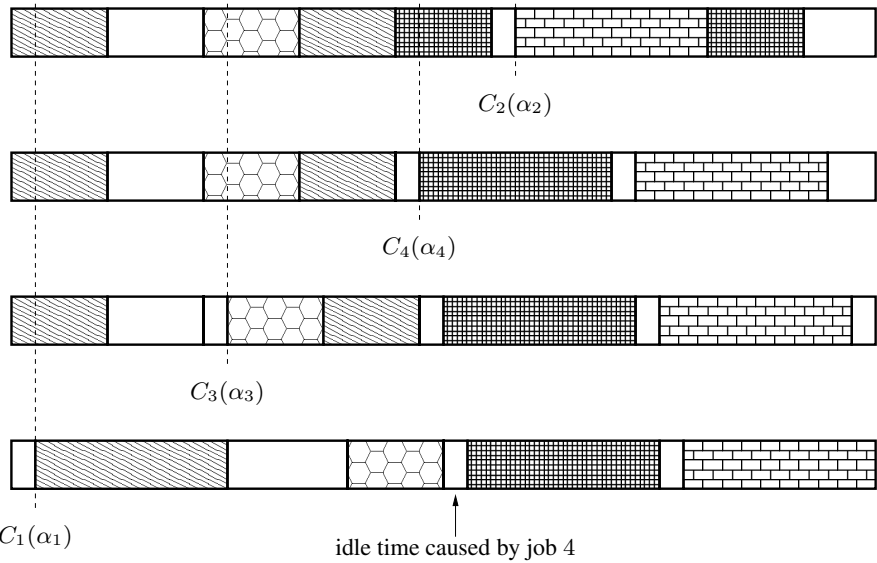 C₂(α₂)
C₄(α₄)
C₃(α₃)
C₁(α₁)
idle time caused by job 4